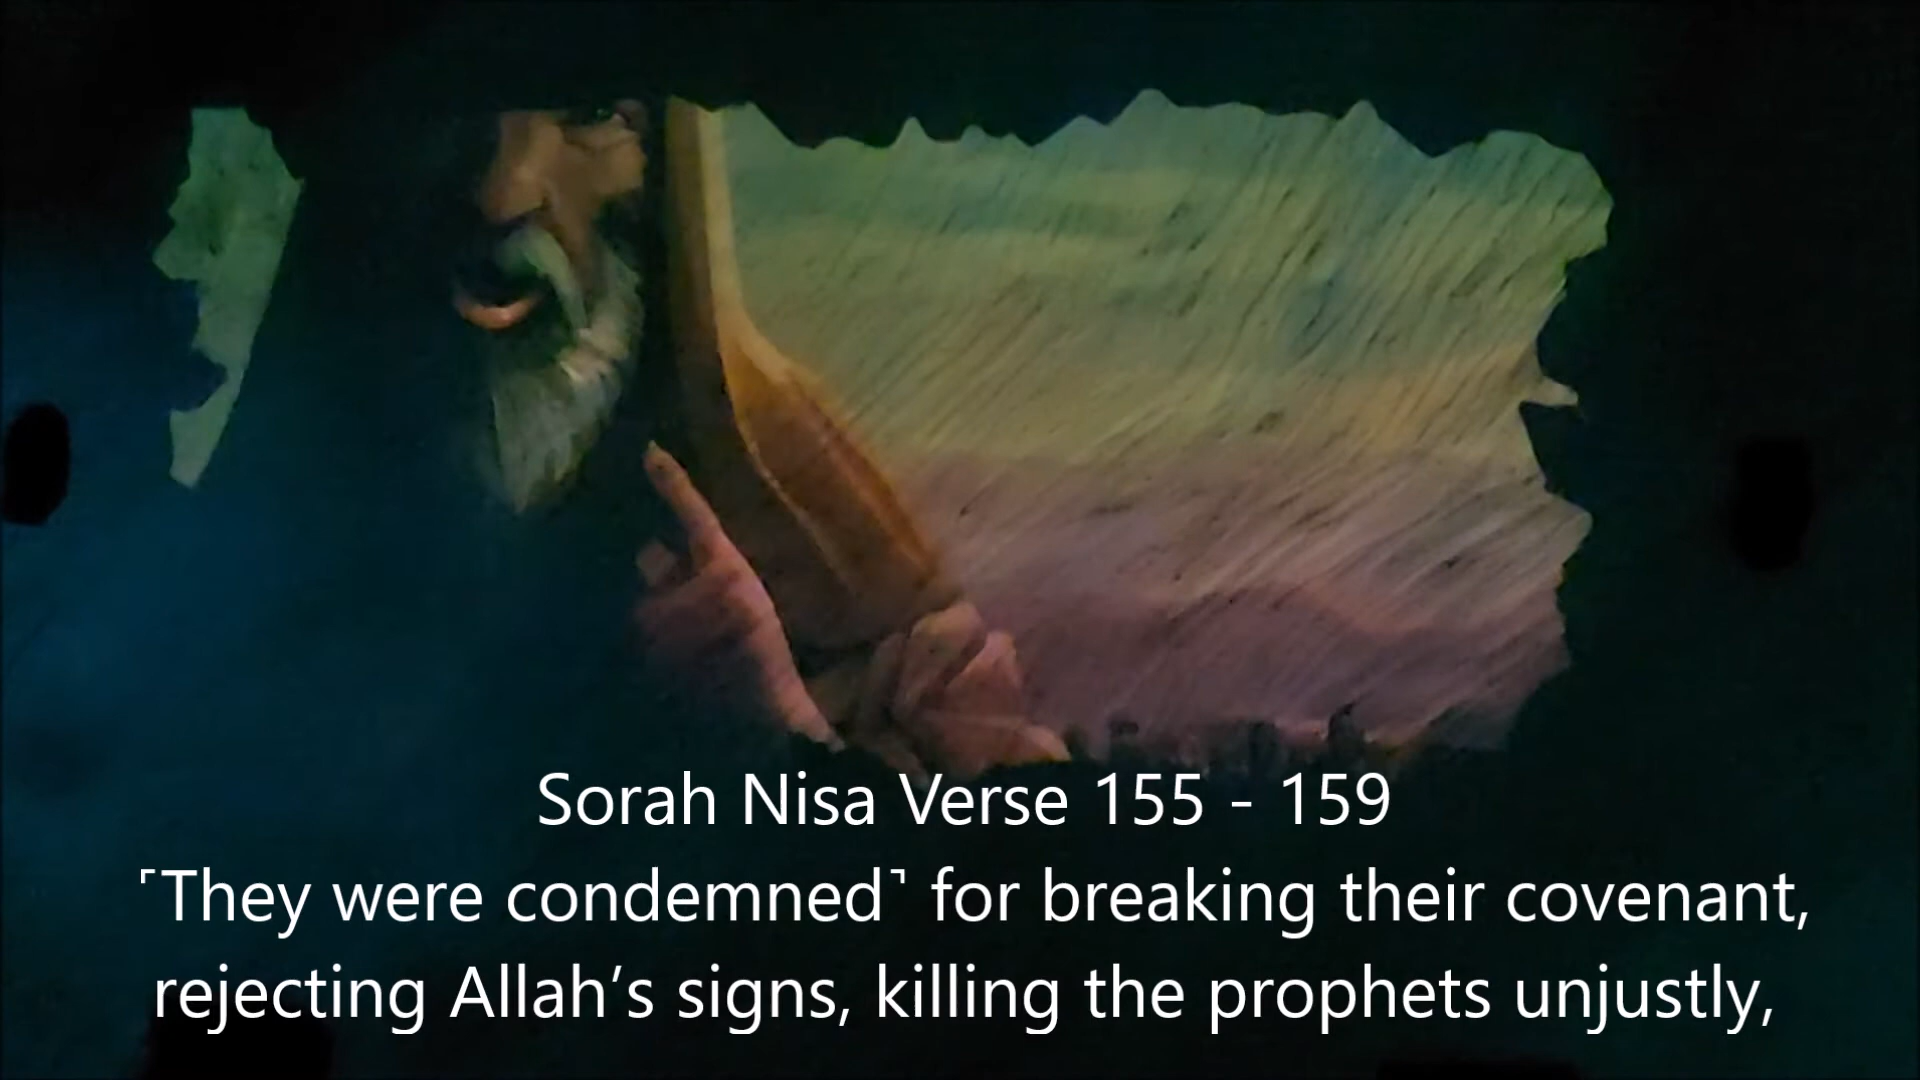 Sorah Nisa Verse 155 - 159
˹They were condemned˺ for breaking their covenant,
rejecting Allah’s signs, killing the prophets unjustly,